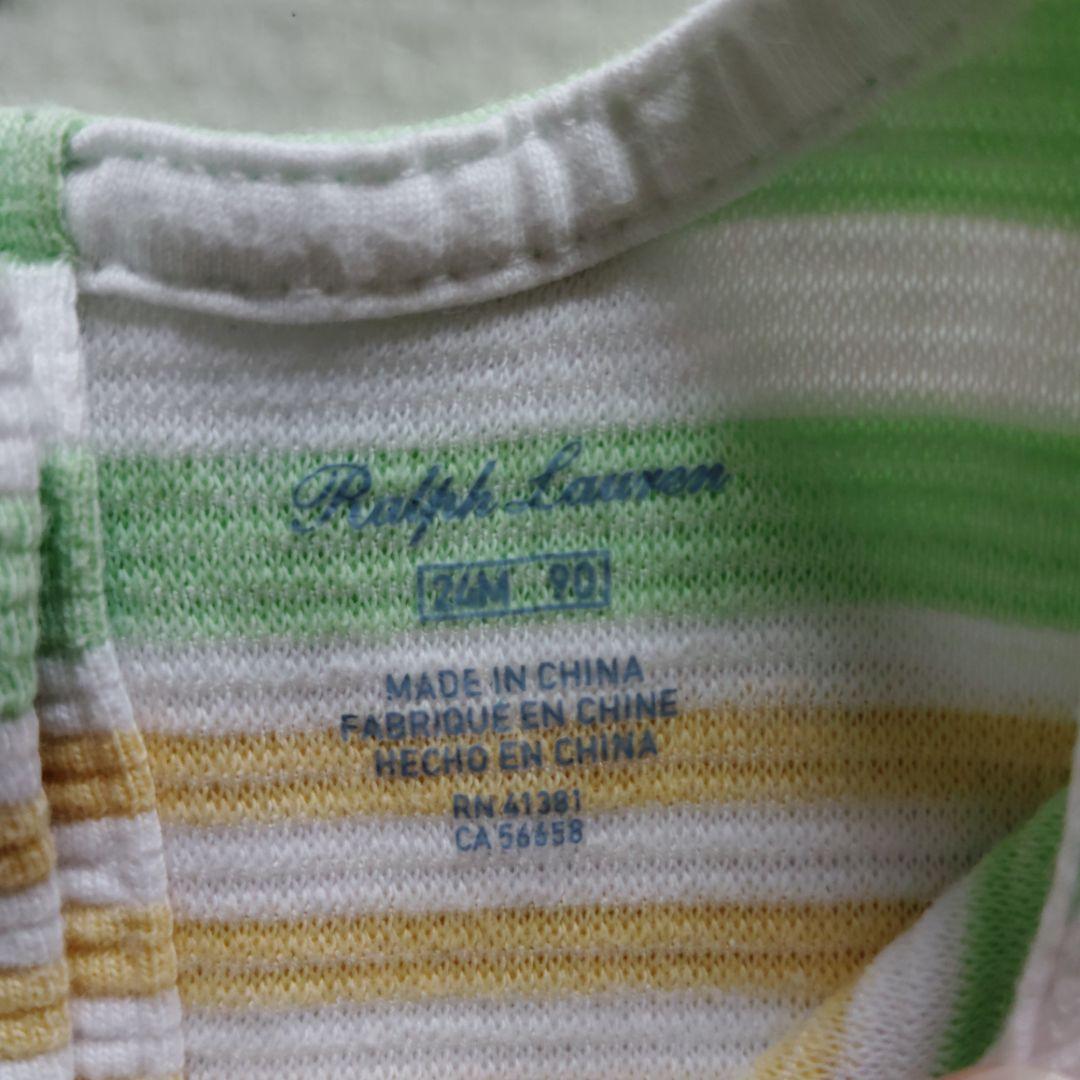 Ralph Lauren
24M 90
MADE IN CHINA
FABRIQUÉ EN CHINE
HECHO EN CHINA
RN 41381
CA 56658